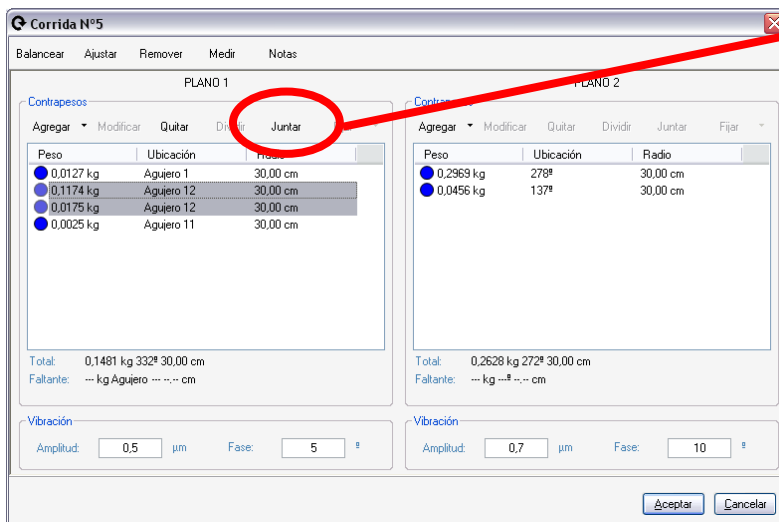 Corrida Nº5
Balancear Ajustar Remover Medir Notas
PLANO 1
Contrapesos
Agregar Modificar Quitar Dividir Juntar
Peso Ubicación Radio
0,0127 kg Agujero 1 30,00 cm
0,1174 kg Agujero 12 30,00 cm
0,0175 kg Agujero 12 30,00 cm
0,0025 kg Agujero 11 30,00 cm
Total: 0,1481 kg 332º 30,00 cm
Faltante: --- kg Agujero --- --,-- cm
Vibración
Amplitud: 0,5 µm Fase: 5 º
PLANO 2
Contrapesos
Agregar Modificar Quitar Dividir Juntar Fijar
Peso Ubicación Radio
0,2969 kg 278º 30,00 cm
0,0456 kg 137º 30,00 cm
Total: 0,2628 kg 272º 30,00 cm
Faltante: --- kg ---º --,-- cm
Vibración
Amplitud: 0,7 µm Fase: 10 º
Aceptar Cancelar